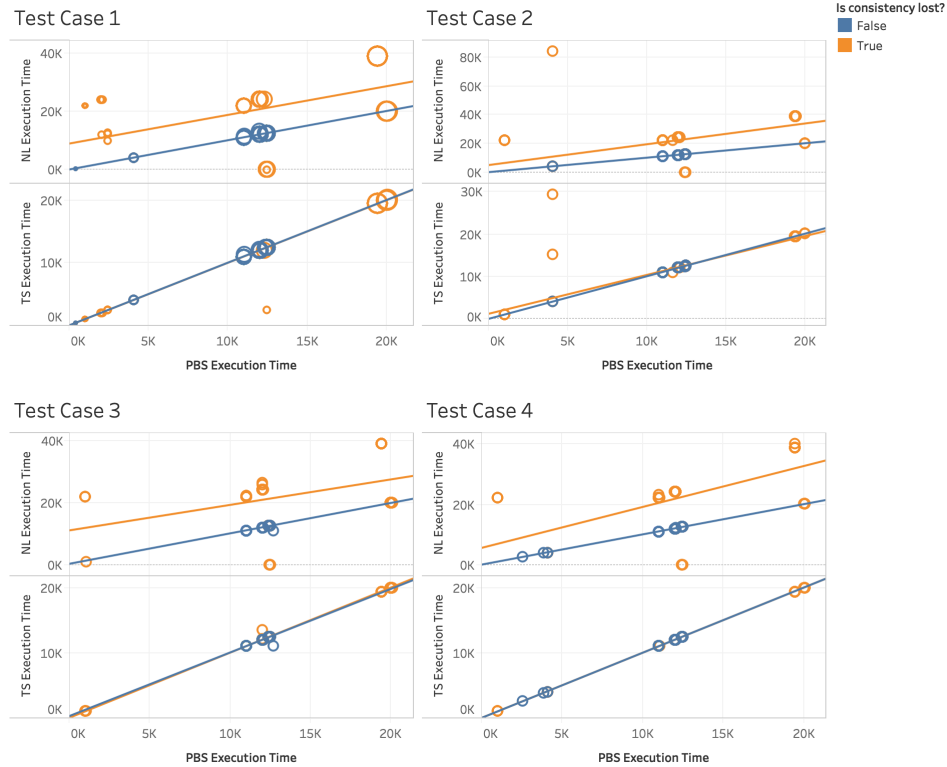 Test Case 1
Test Case 2
Is consistency lost?
False
True
NL Execution Time
40K
20K
0K
TS Execution Time
20K
10K
0K
0K 5K 10K 15K 20K
PBS Execution Time
NL Execution Time
80K
60K
40K
20K
0K
TS Execution Time
30K
20K
10K
0K
0K 5K 10K 15K 20K
PBS Execution Time
Test Case 3
Test Case 4
NL Execution Time
40K
20K
0K
TS Execution Time
20K
10K
0K
0K 5K 10K 15K 20K
PBS Execution Time
NL Execution Time
40K
20K
0K
TS Execution Time
20K
10K
0K
0K 5K 10K 15K 20K
PBS Execution Time